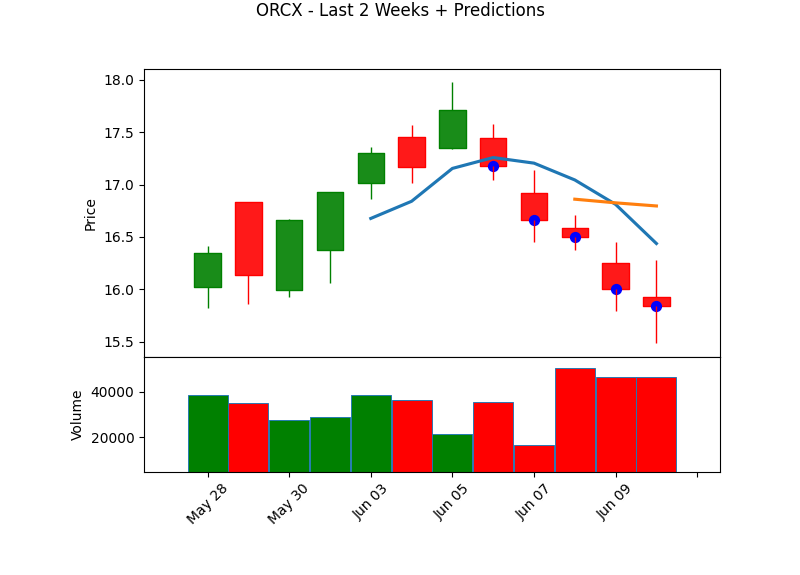 ORCX - Last 2 Weeks + Predictions
18.0
17.5
17.0
16.5
16.0
15.5
Price
40000
20000
Volume
May 28
May 30
Jun 03
Jun 05
Jun 07
Jun 09